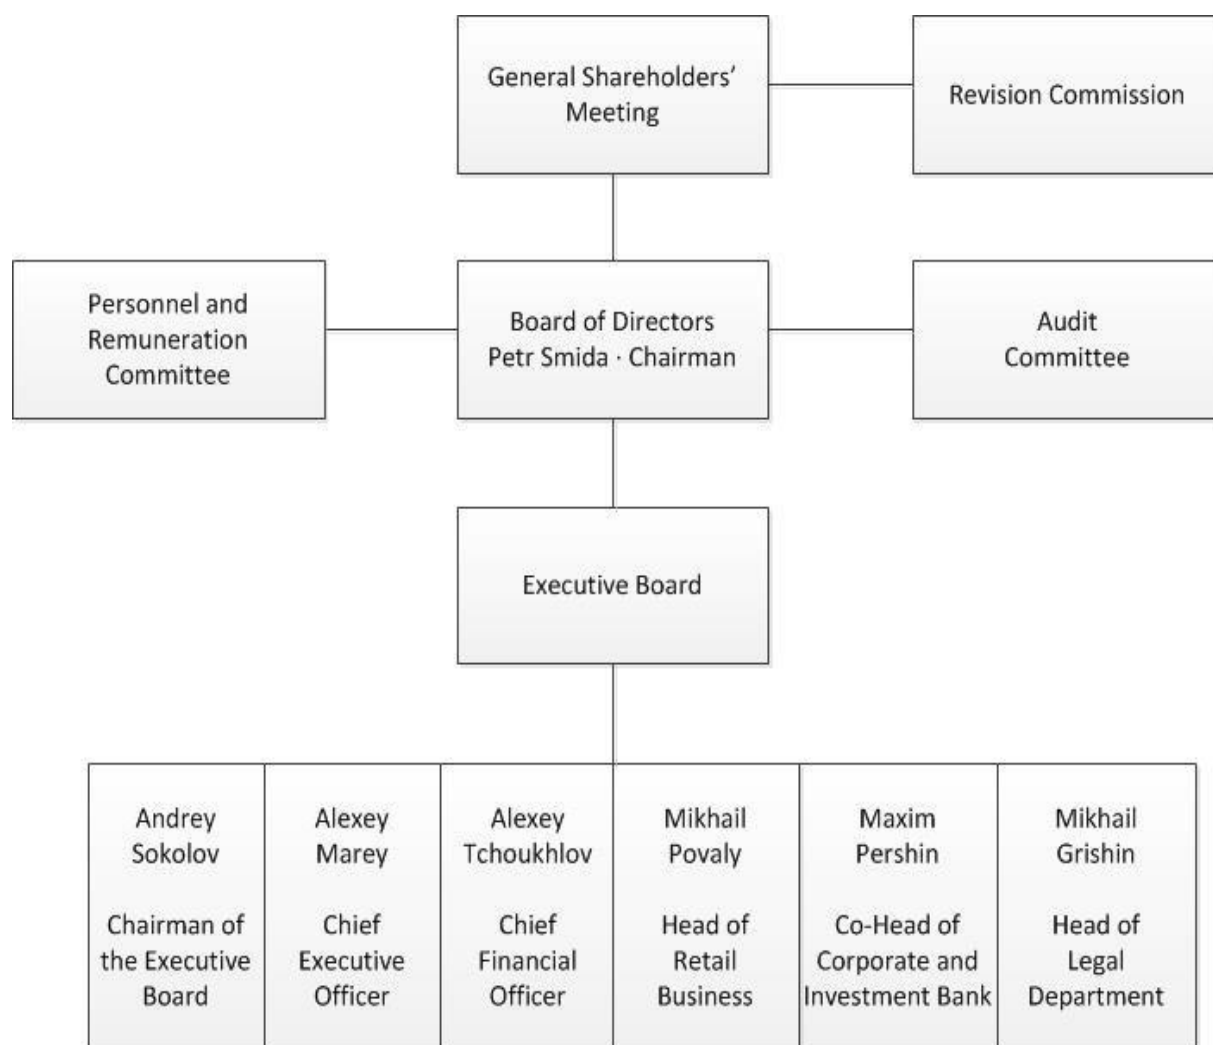 General Shareholders’
Meeting
Revision Commission
Personnel and
Remuneration
Committee
Board of Directors
Petr Smida · Chairman
Audit
Committee
Executive Board
Andrey
Sokolov
Chairman of
the Executive
Board
Alexey
Marey
Chief
Executive
Officer
Alexey
Tchoukhlov
Chief
Financial
Officer
Mikhail
Povaly
Head of
Retail
Business
Maxim
Pershin
Co-Head of
Corporate and
Investment Bank
Mikhail
Grishin
Head of
Legal
Department